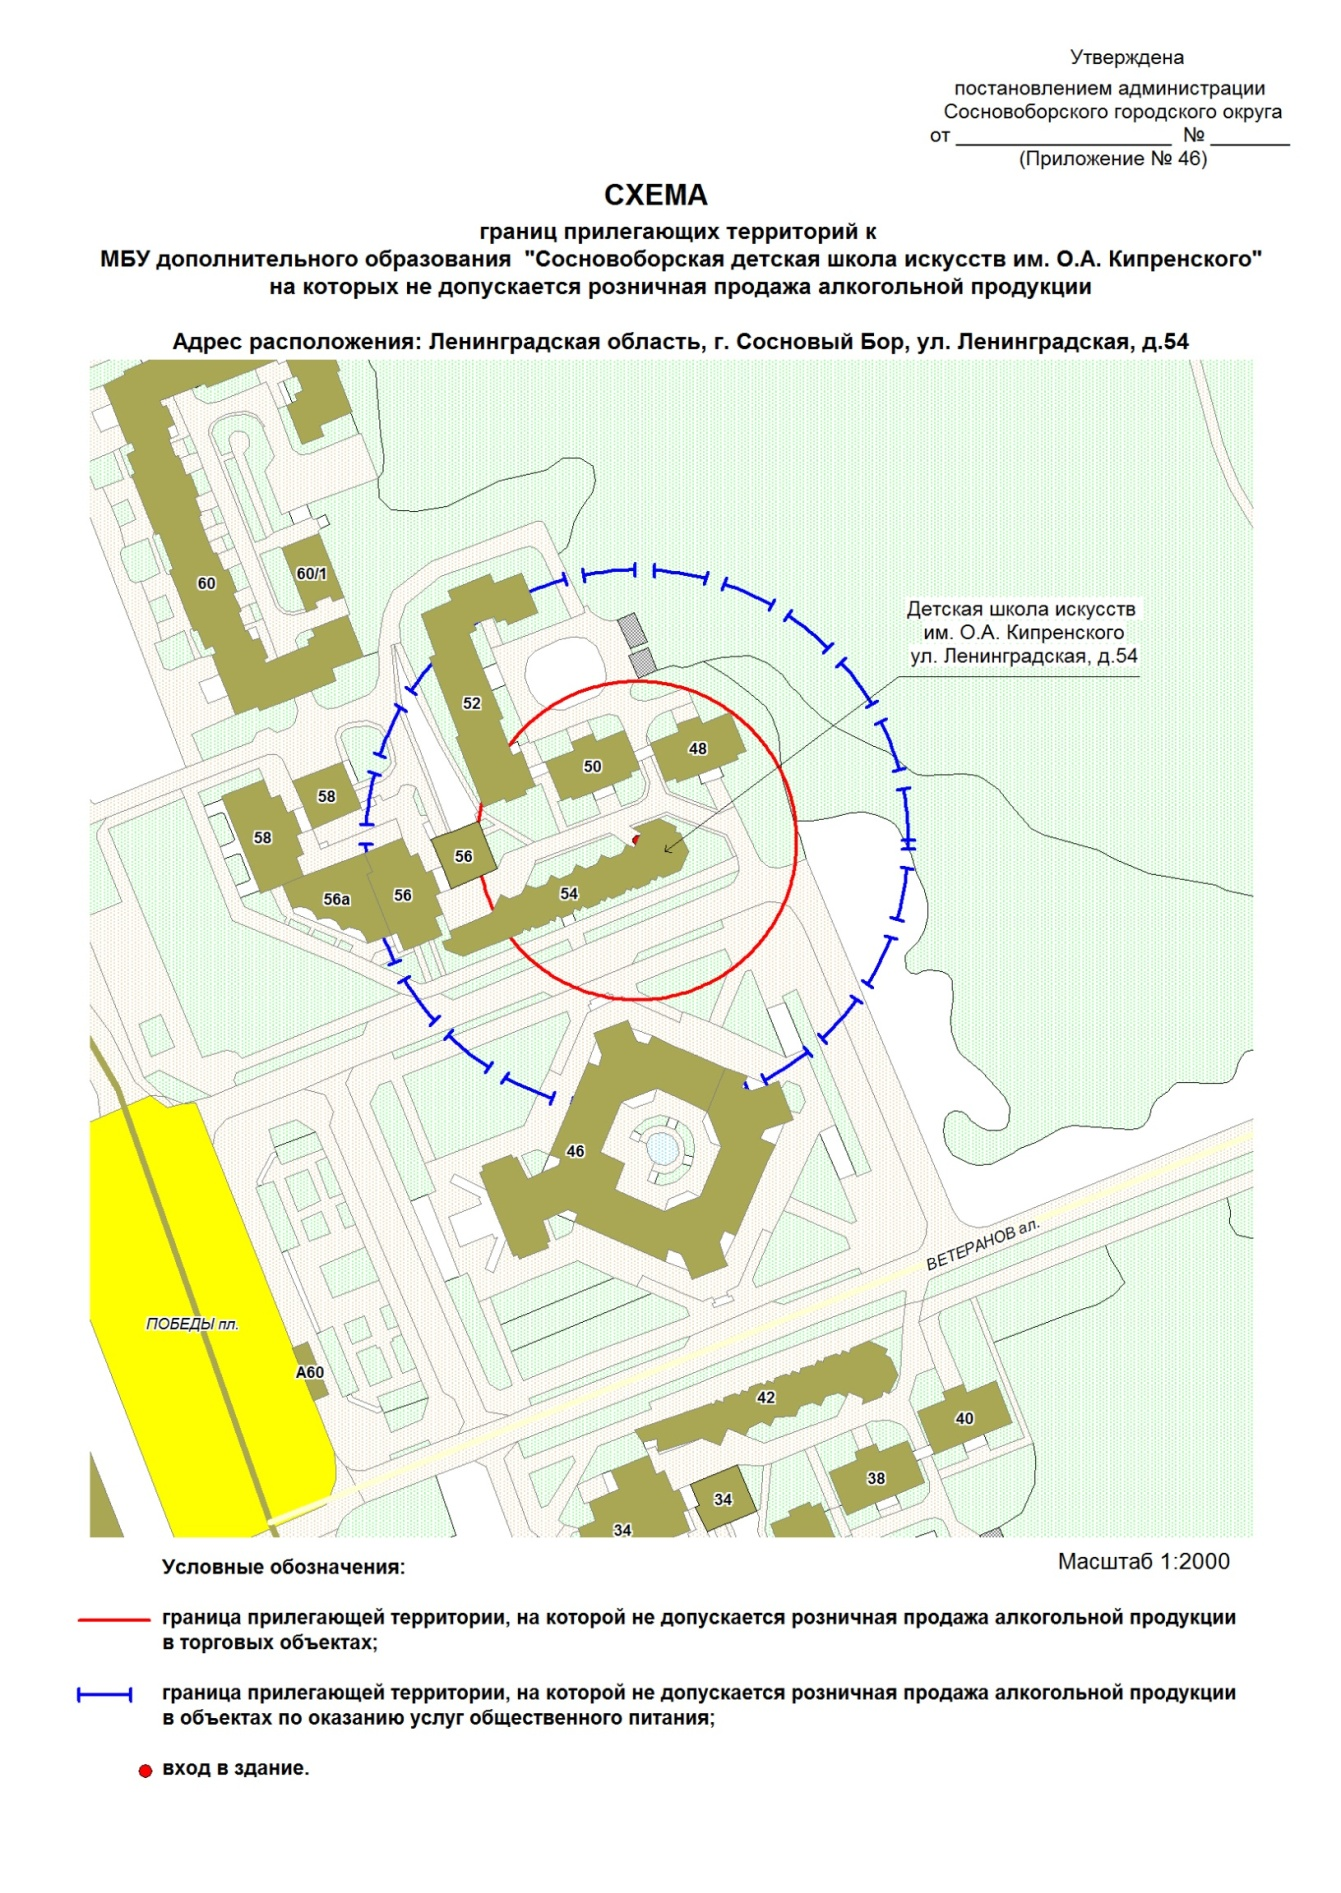 Утверждена
постановлением администрации
Сосновоборского городского округа
от ____________________ № _______
(Приложение № 46)
СХЕМА
границ прилегающих территорий к
МБУ дополнительного образования "Сосновоборская детская школа искусств им. О.А. Кипренского"
на которых не допускается розничная продажа алкогольной продукции
Адрес расположения: Ленинградская область, г. Сосновый Бор, ул. Ленинградская, д.54
60
60/1
Детская школа искусств
им. О.А. Кипренского
ул. Ленинградская, д.54
52
48
50
58
58
56
56а
56
54
46
ВЕТЕРАНОВ ал.
ПОБЕДЫ пл.
А60
42
40
38
34
34
Масштаб 1:2000
Условные обозначения:
граница прилегающей территории, на которой не допускается розничная продажа алкогольной продукции
в торговых объектах;
граница прилегающей территории, на которой не допускается розничная продажа алкогольной продукции
в объектах по оказанию услуг общественного питания;
вход в здание.